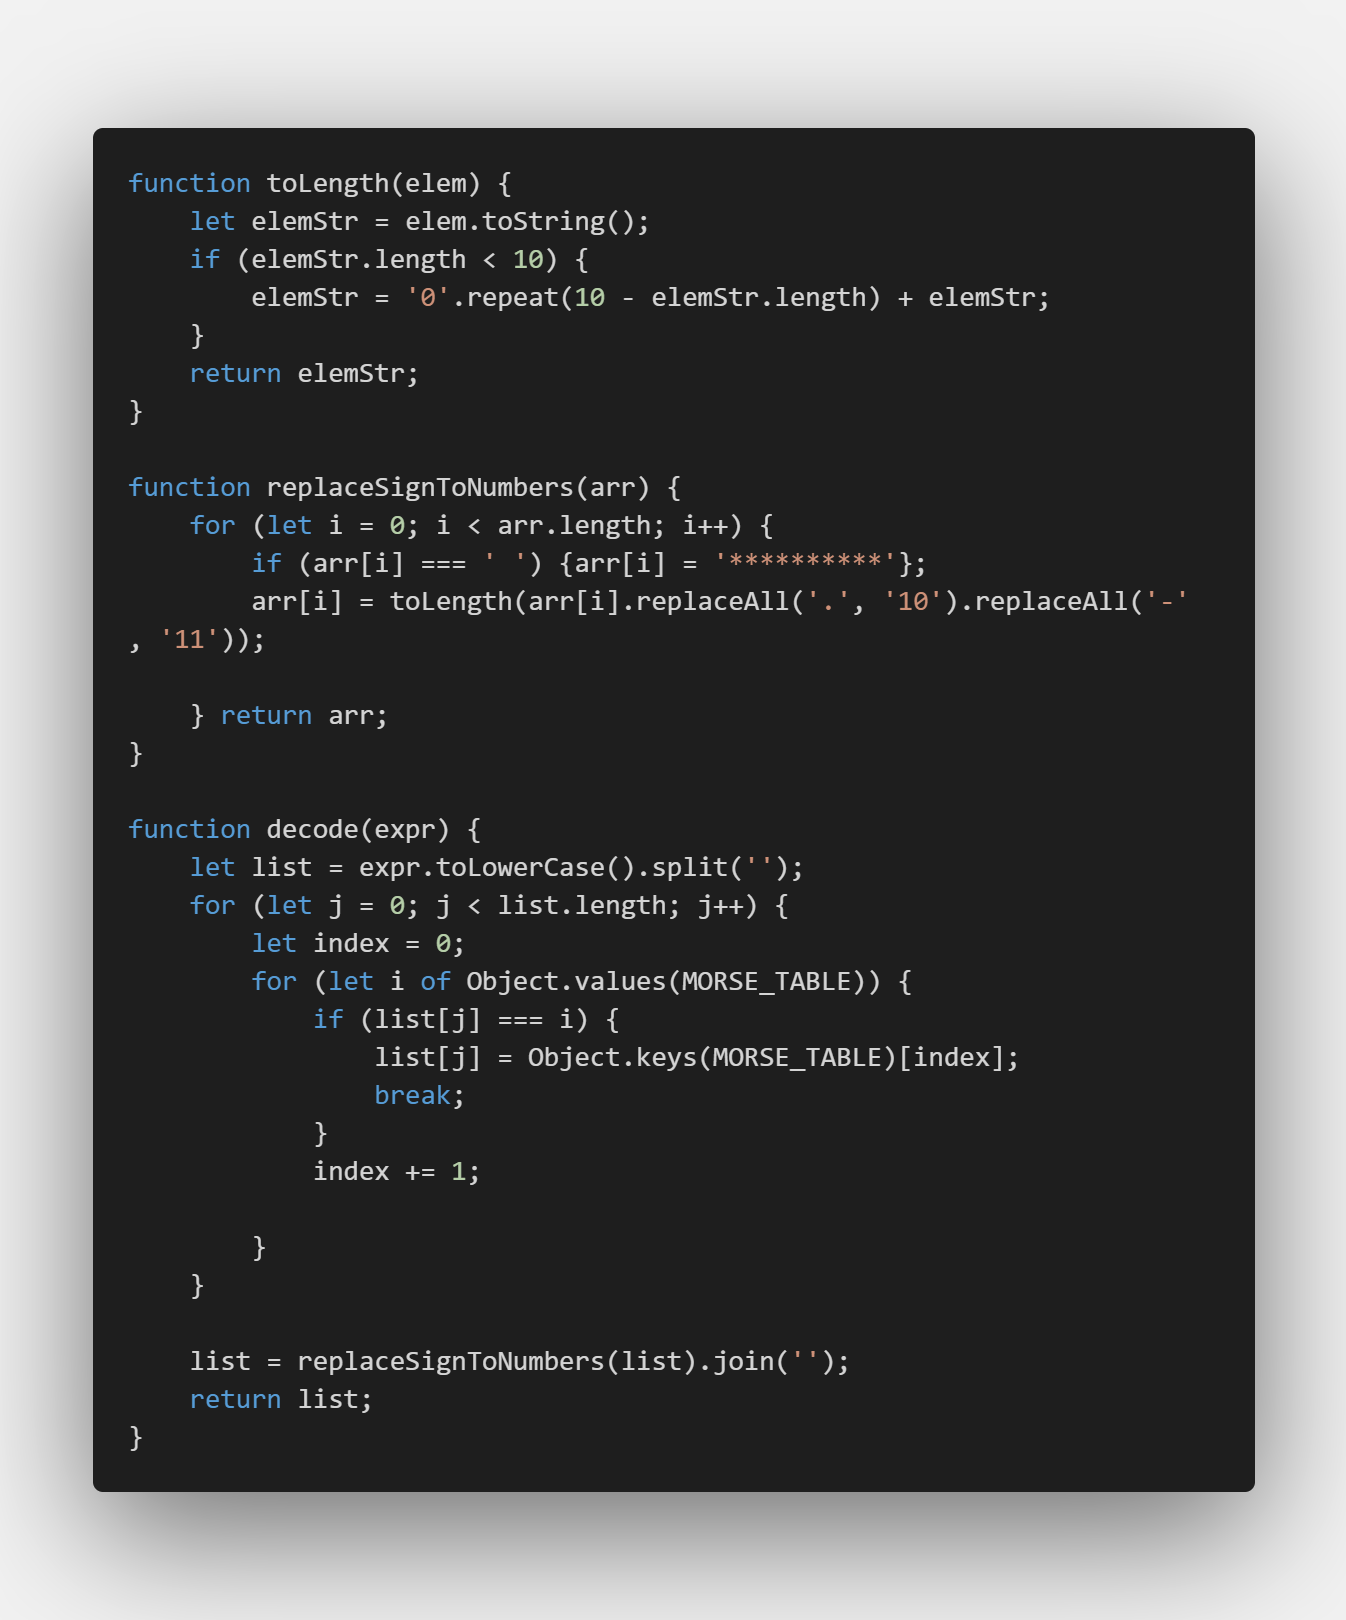 function toLength(elem) {
    let elemStr = elem.toString();
    if (elemStr.length < 10) {
        elemStr = '0'.repeat(10 - elemStr.length) + elemStr;
    }
    return elemStr;
}

function replaceSignToNumbers(arr) {
    for (let i = 0; i < arr.length; i++) {
        if (arr[i] === ' ') {arr[i] = '**********'};
        arr[i] = toLength(arr[i].replaceAll('.', '10').replaceAll('-'
, '11'));

    } return arr;
}

function decode(expr) {
    let list = expr.toLowerCase().split('');
    for (let j = 0; j < list.length; j++) {
        let index = 0;
        for (let i of Object.values(MORSE_TABLE)) {
            if (list[j] === i) {
                list[j] = Object.keys(MORSE_TABLE)[index];
                break;
            }
            index += 1;

        }
    }

    list = replaceSignToNumbers(list).join('');
    return list;
}